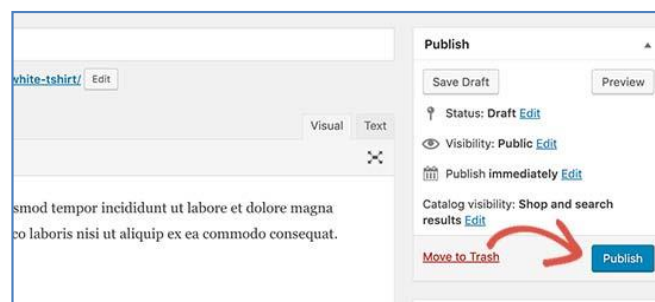 Publish
white-tshirt/ Edit
Save Draft Preview
Status: Draft Edit
Visual Text
Visibility: Public Edit
Publish immediately Edit
smod tempor incididunt ut labore et dolore magna
co laboris nisi ut aliquip ex ea commodo consequat.
Catalog visibility: Shop and search
results Edit
Move to Trash Publish